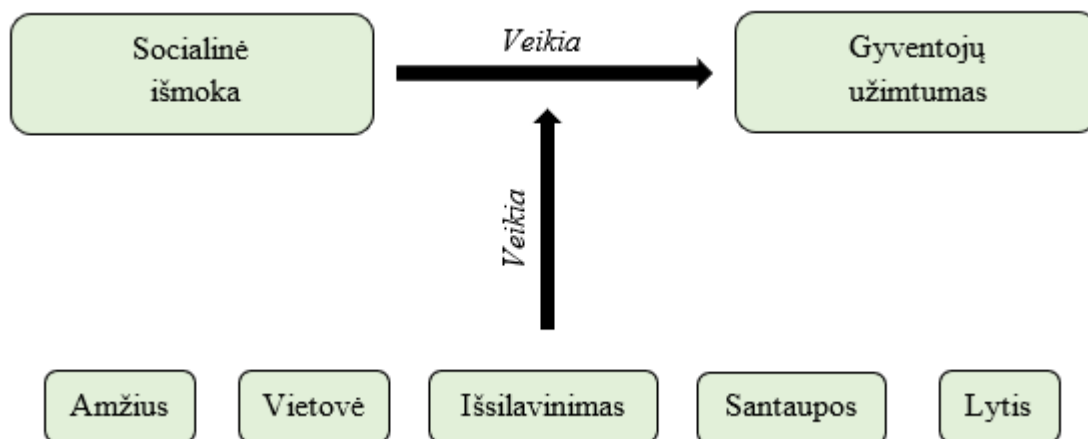 Socialinė
išmoka
Veikia
Gyventojų
užimtumas
Veikia
Amžius
Vietovė
Išsilavinimas
Santaupos
Lytis